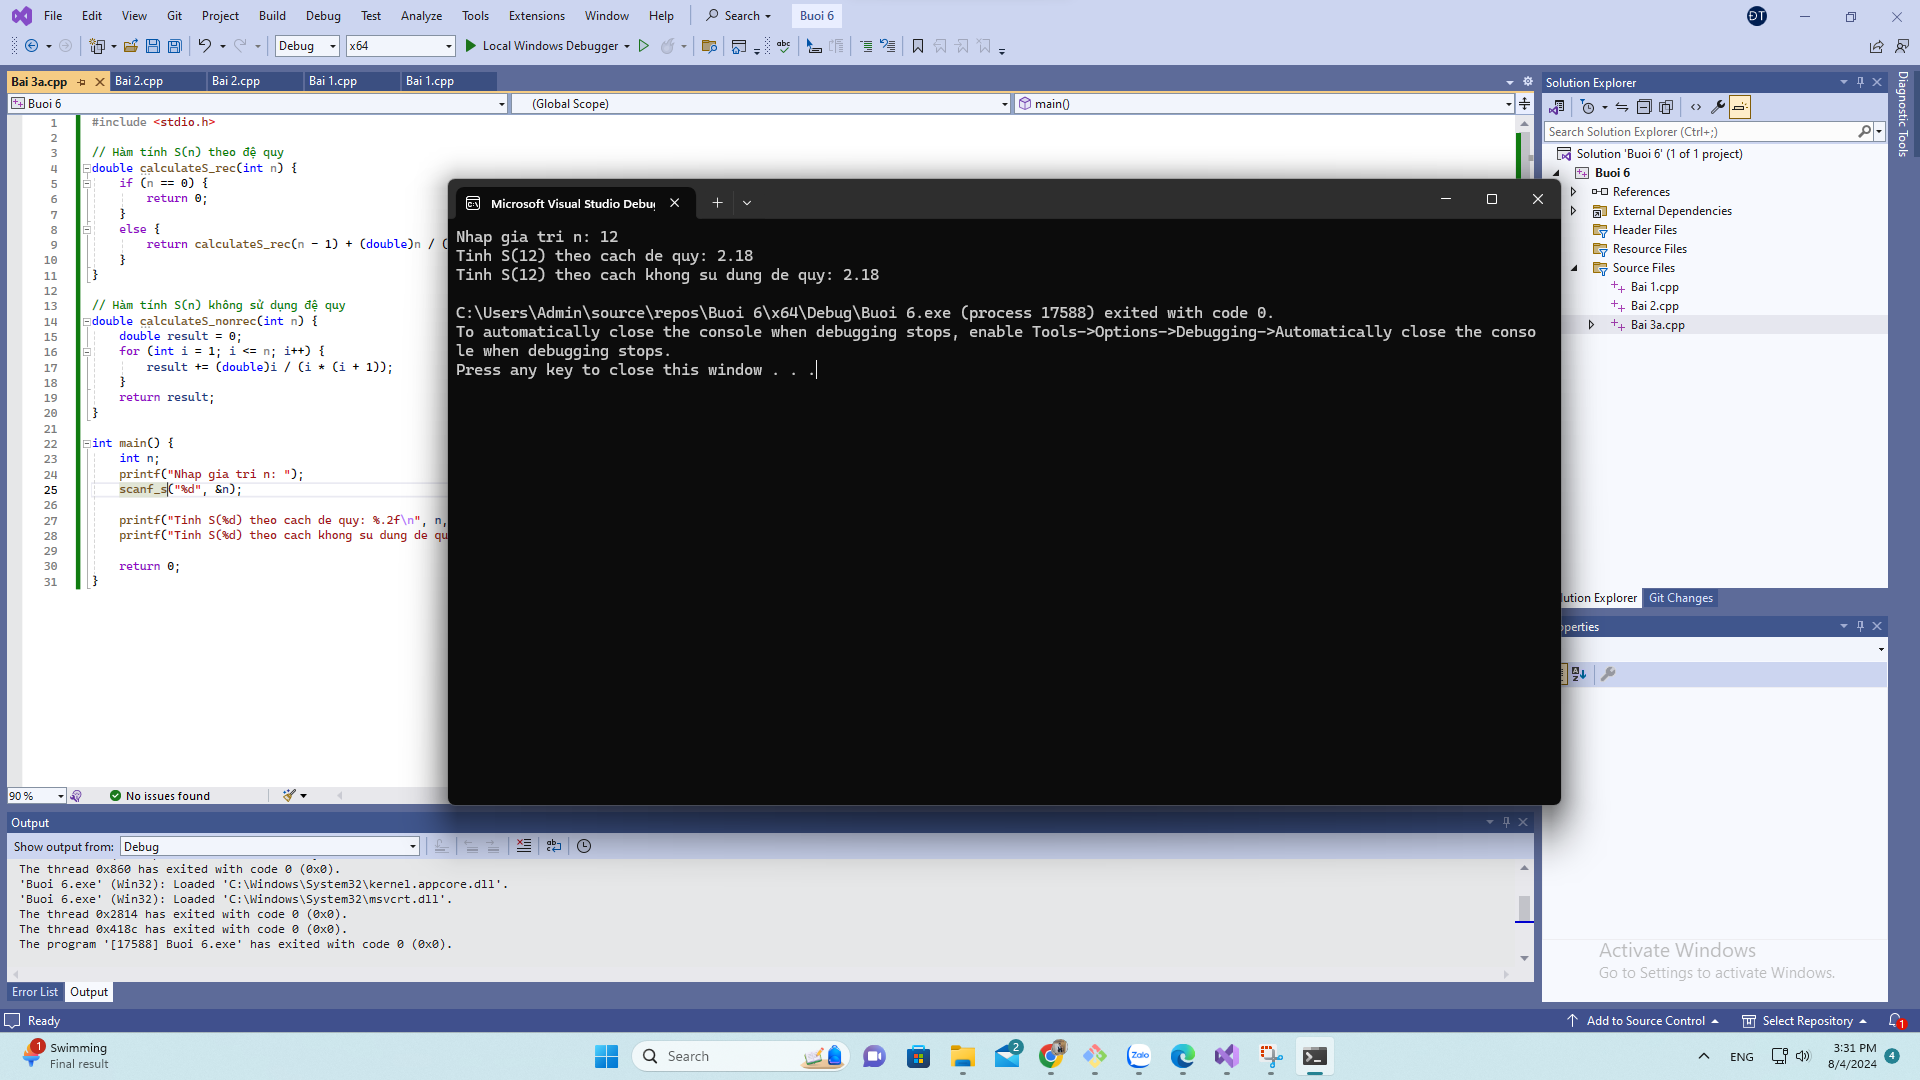 File Edit View Git Project Build Debug Test Analyze Tools Extensions Window Help Search Buoi 6 ĐT
Debug x64 Local Windows Debugger
Bai 3a.cpp Bai 2.cpp Bai 2.cpp Bai 1.cpp Bai 1.cpp
Buoi 6 (Global Scope) main()
1 #include <stdio.h>
2
3 // Hàm tính S(n) theo đệ quy
4 double calculateS_rec(int n) {
5 if (n == 0) {
6 return 0;
7 }
8 else {
9 return calculateS_rec(n - 1) + (double)n / (
10 }
11 }
12
13 // Hàm tính S(n) không sử dụng đệ quy
14 double calculateS_nonrec(int n) {
15 double result = 0;
16 for (int i = 1; i <= n; i++) {
17 result += (double)i / (i * (i + 1));
18 }
19 return result;
20 }
21
22 int main() {
23 int n;
24 printf("Nhap gia tri n: ");
25 scanf_s("%d", &n);
26
27 printf("Tinh S(%d) theo cach de quy: %.2f\n", n,
28 printf("Tinh S(%d) theo cach khong su dung de qu
29
30 return 0;
31 }
Microsoft Visual Studio Debug
Nhap gia tri n: 12
Tinh S(12) theo cach de quy: 2.18
Tinh S(12) theo cach khong su dung de quy: 2.18
C:\Users\Admin\source\repos\Buoi 6\x64\Debug\Buoi 6.exe (process 17588) exited with code 0.
To automatically close the console when debugging stops, enable Tools->Options->Debugging->Automatically close the conso
le when debugging stops.
Press any key to close this window . . .
Solution Explorer
Search Solution Explorer (Ctrl+;)
Solution 'Buoi 6' (1 of 1 project)
Buoi 6
References
External Dependencies
Header Files
Resource Files
Source Files
Bai 1.cpp
Bai 2.cpp
Bai 3a.cpp
Diagnostic Tools
lution Explorer Git Changes
operties
90 % No issues found
Output
Show output from: Debug
The thread 0x860 has exited with code 0 (0x0).
'Buoi 6.exe' (Win32): Loaded 'C:\Windows\System32\kernel.appcore.dll'.
'Buoi 6.exe' (Win32): Loaded 'C:\Windows\System32\msvcrt.dll'.
The thread 0x2814 has exited with code 0 (0x0).
The thread 0x418c has exited with code 0 (0x0).
The program '[17588] Buoi 6.exe' has exited with code 0 (0x0).
Error List Output
Activate Windows
Go to Settings to activate Windows.
Ready Add to Source Control Select Repository 1
1 Swimming
Final result
Search
2
Zalo
ENG
3:31 PM
8/4/2024
4